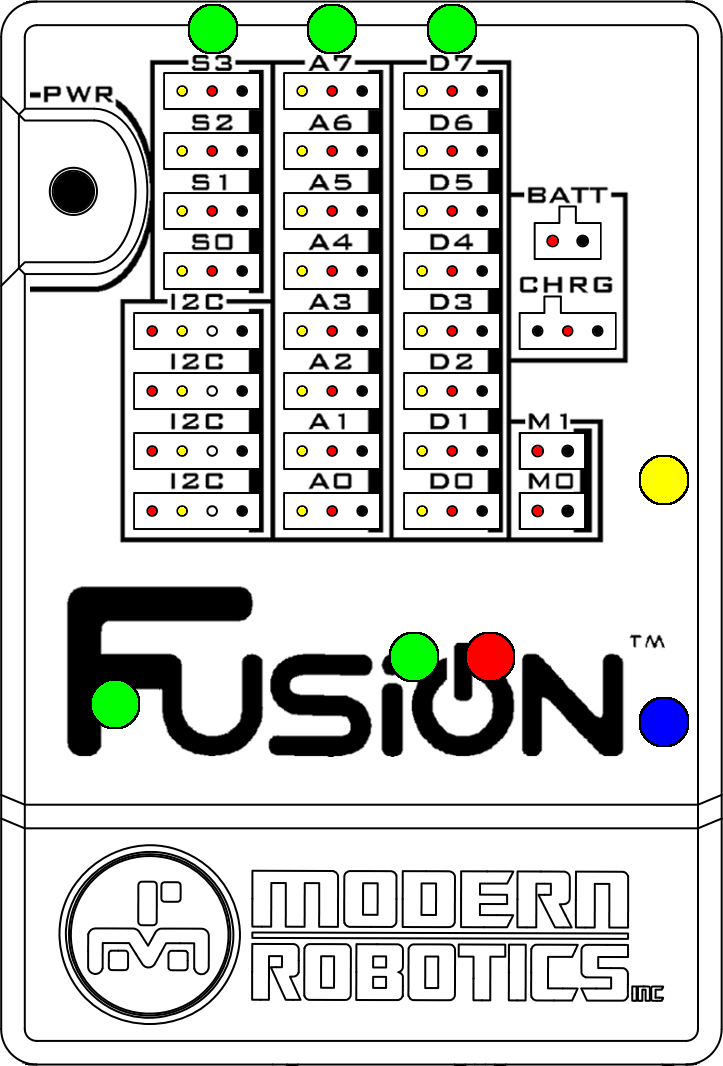 S3 A7 D7
PWR
S2 A6 D6
S1 A5 D5
BATT
S0 A4 D4
CHRG
I2C A3 D3
I2C A2 D2
I2C A1 D1 M1
I2C A0 D0 M0
FUSiON TM
MODERN
ROBOTICS INC